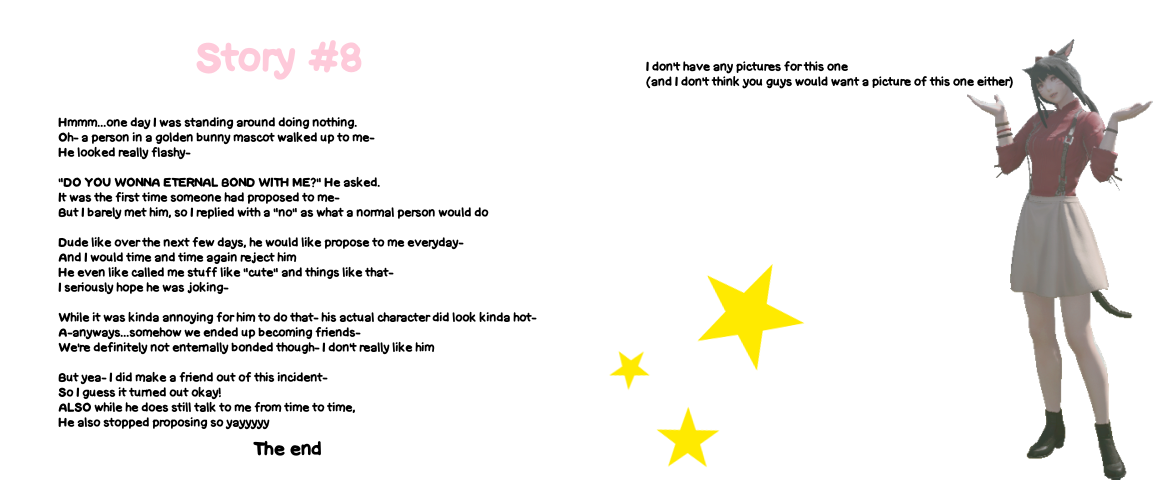 Story #8
I don't have any pictures for this one
(and I don't think you guys would want a picture of this one either)
Hmmm...one day I was standing around doing nothing.
Oh- a person in a golden bunny mascot walked up to me-
He looked really flashy-
"DO YOU WONNA ETERNAL BOND WITH ME?" He asked.
It was the first time someone had proposed to me-
But I barely met him, so I replied with a "no" as what a normal person would do
Dude like over the next few days, he would like propose to me everyday-
And I would time and time again reject him
He even like called me stuff like "cute" and things like that-
I seriously hope he was joking-
While it was kinda annoying for him to do that- his actual character did look kinda hot-
A-anyways...somehow we ended up becoming friends-
We're definitely not enternally bonded though- I don't really like him
But yea- I did make a friend out of this incident-
So I guess it turned out okay!
ALSO while he does still talk to me from time to time,
He also stopped proposing so yayyyyy
The end